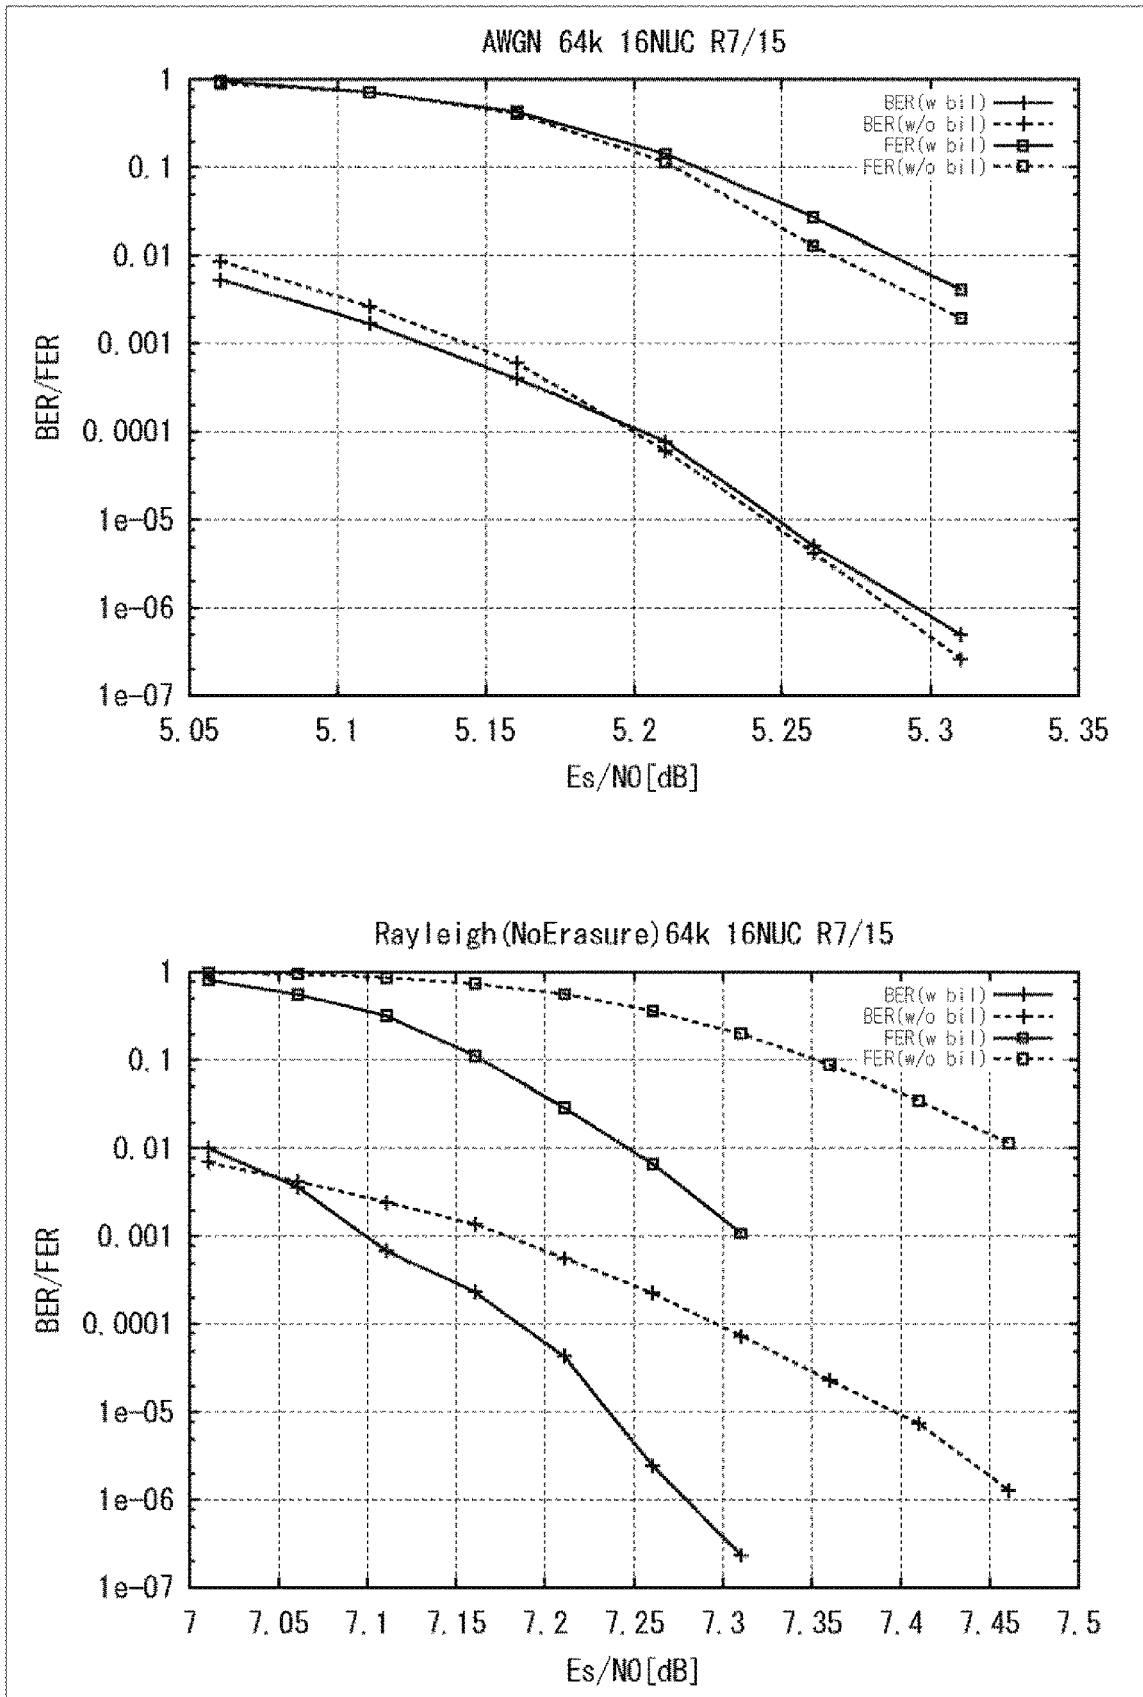 AWGN 64k 16NUC R7/15
1
0.1
0.01
0.001
0.0001
1e-05
1e-06
1e-07
BER/FER
BER(w bil)
BER(w/o bil)
FER(w bil)
FER(w/o bil)
5.05 5.1 5.15 5.2 5.25 5.3 5.35
Es/N0[dB]
Rayleigh(NoErasure)64k 16NUC R7/15
1
0.1
0.01
0.001
0.0001
1e-05
1e-06
1e-07
BER/FER
BER(w bil)
BER(w/o bil)
FER(w bil)
FER(w/o bil)
7 7.05 7.1 7.15 7.2 7.25 7.3 7.35 7.4 7.45 7.5
Es/N0[dB]